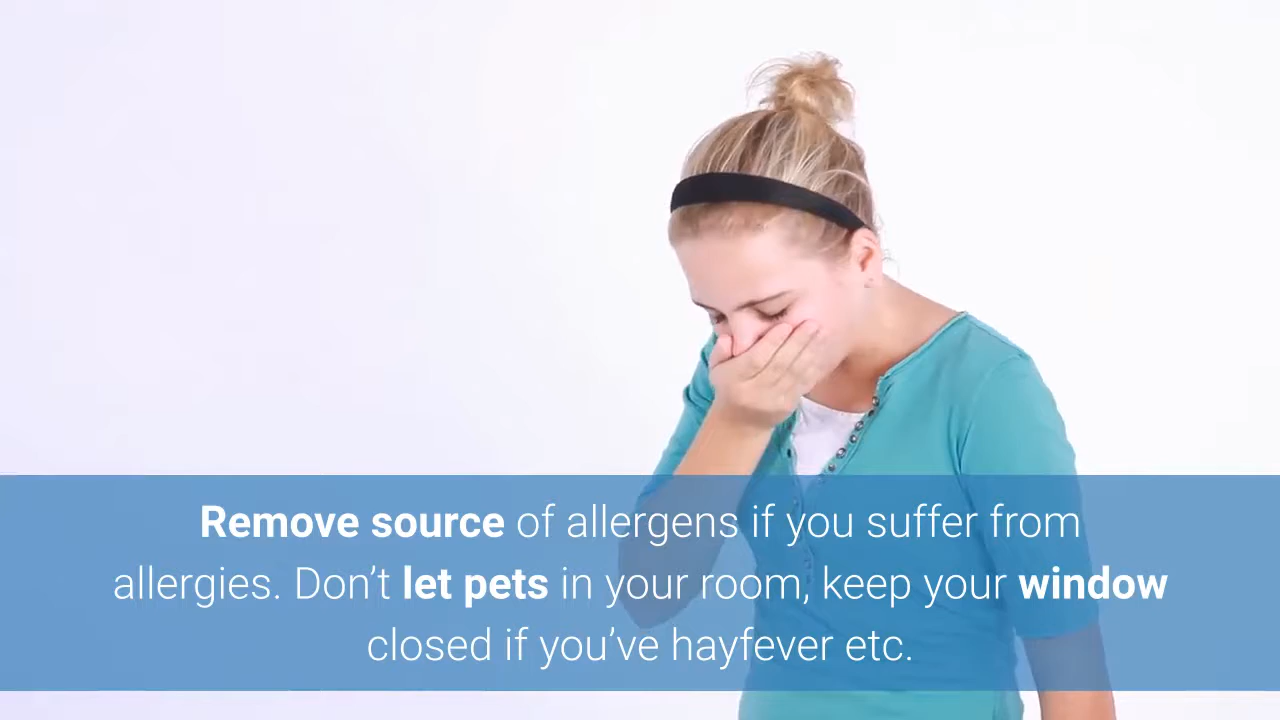 Remove source of allergens if you suffer from
allergies. Don’t let pets in your room, keep your window
closed if you’ve hayfever etc.